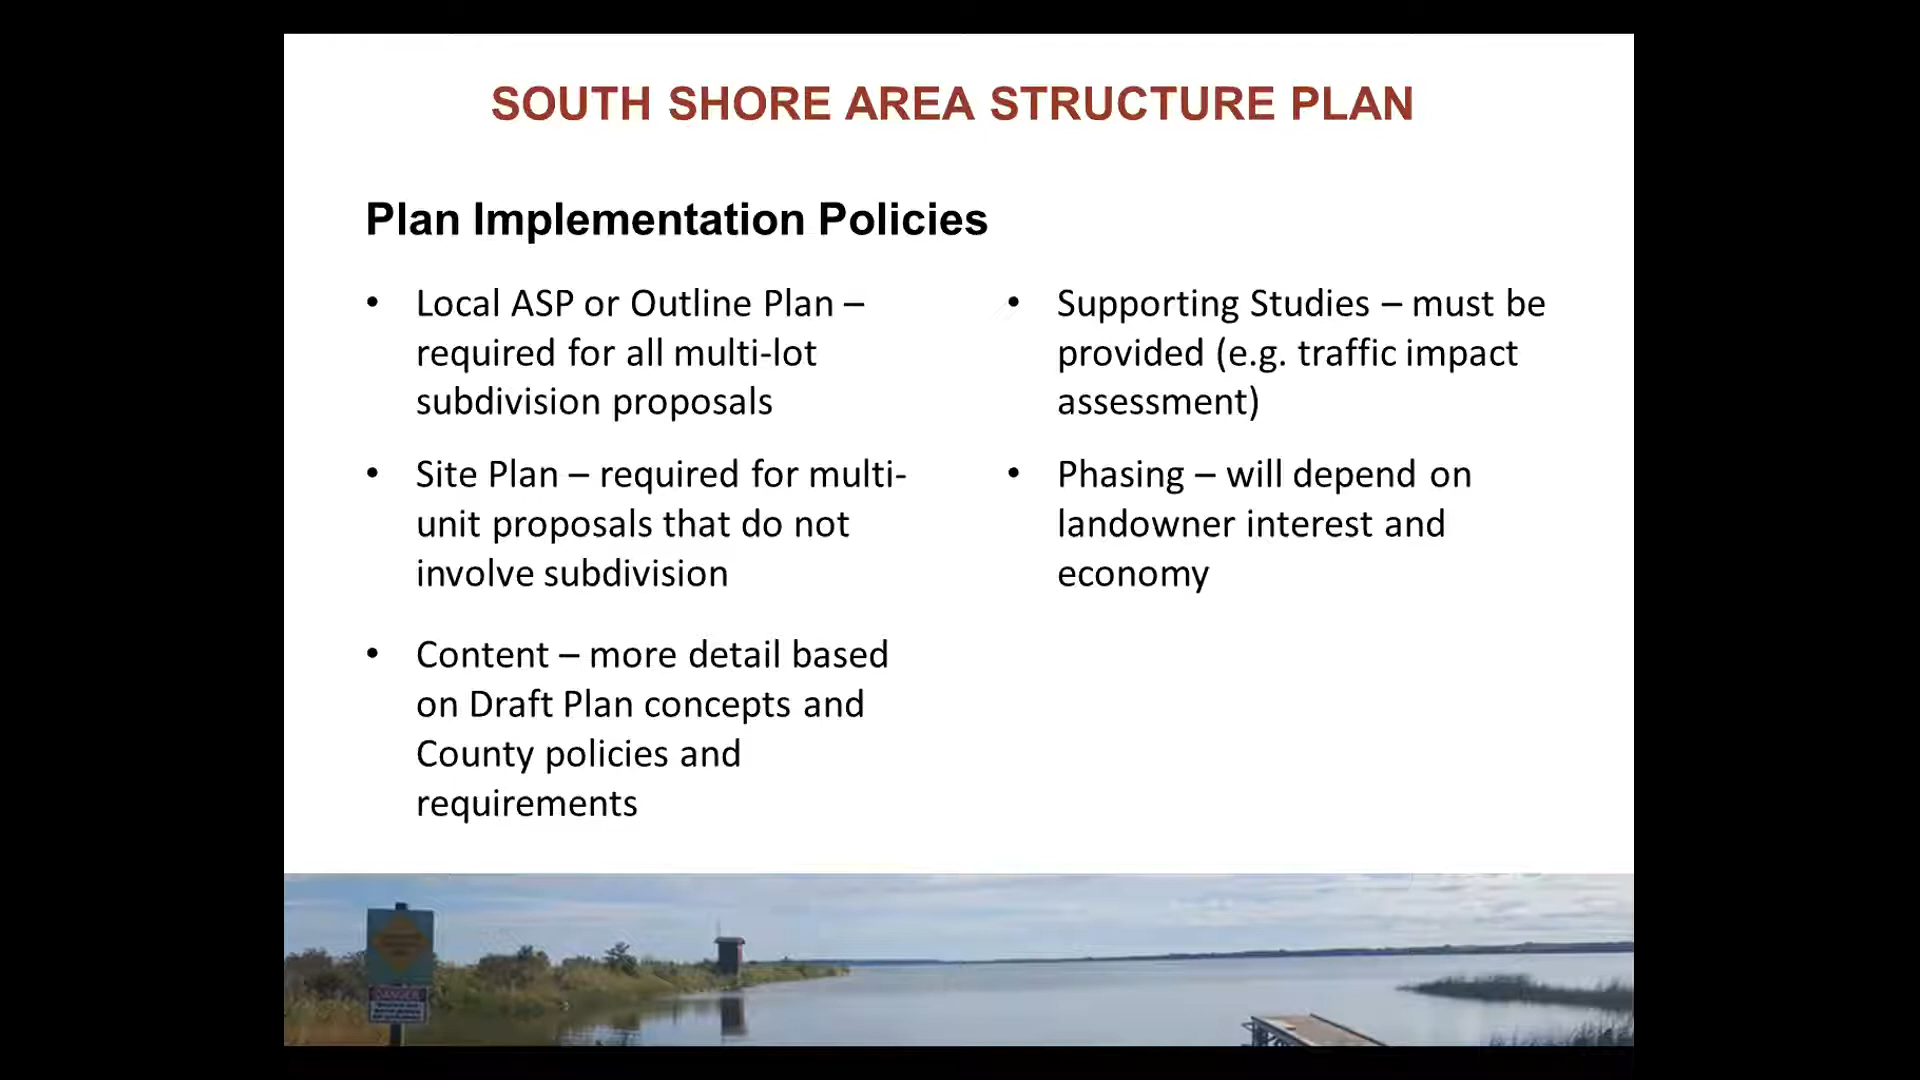 SOUTH SHORE AREA STRUCTURE PLAN
Plan Implementation Policies
• Local ASP or Outline Plan –
required for all multi-lot
subdivision proposals
• Site Plan – required for multi-
unit proposals that do not
involve subdivision
• Content – more detail based
on Draft Plan concepts and
County policies and
requirements
• Supporting Studies – must be
provided (e.g. traffic impact
assessment)
• Phasing – will depend on
landowner interest and
economy
DANGER